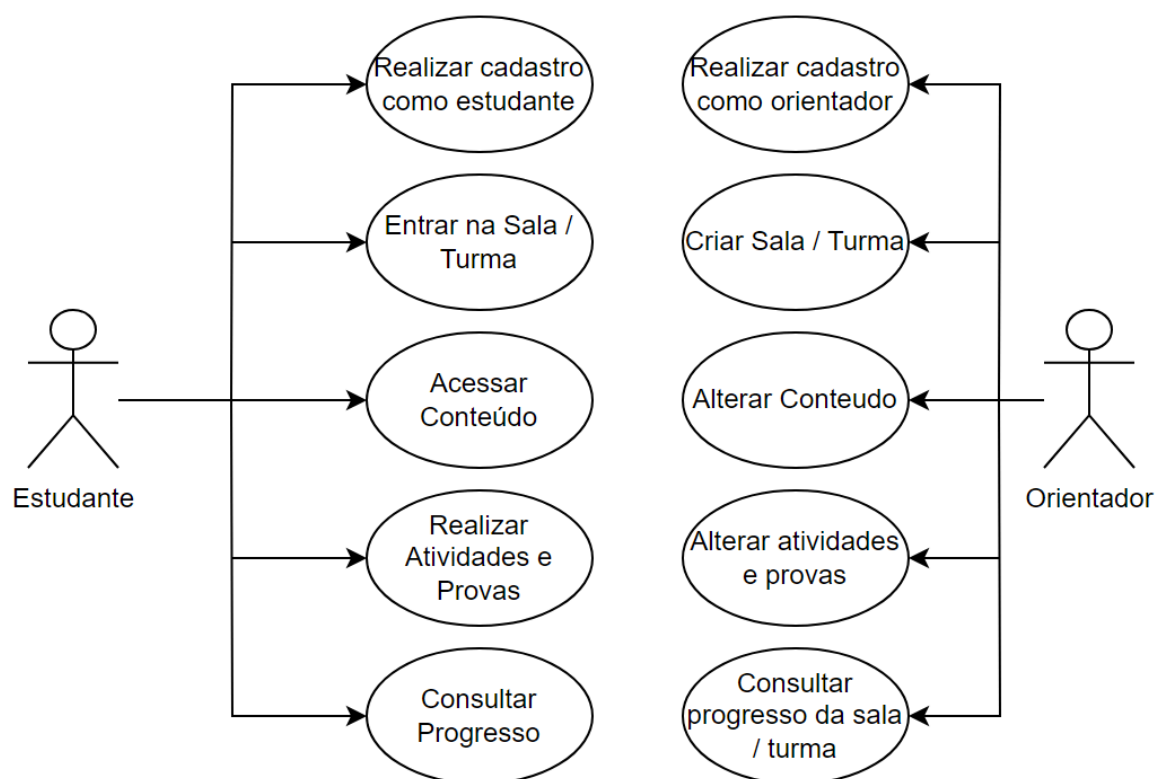 Realizar cadastro
como estudante
Realizar cadastro
como orientador
Entrar na Sala /
Turma
Criar Sala / Turma
Acessar
Conteúdo
Alterar Conteudo
Estudante
Orientador
Realizar
Atividades e
Provas
Alterar atividades
e provas
Consultar
Progresso
Consultar
progresso da sala
/ turma